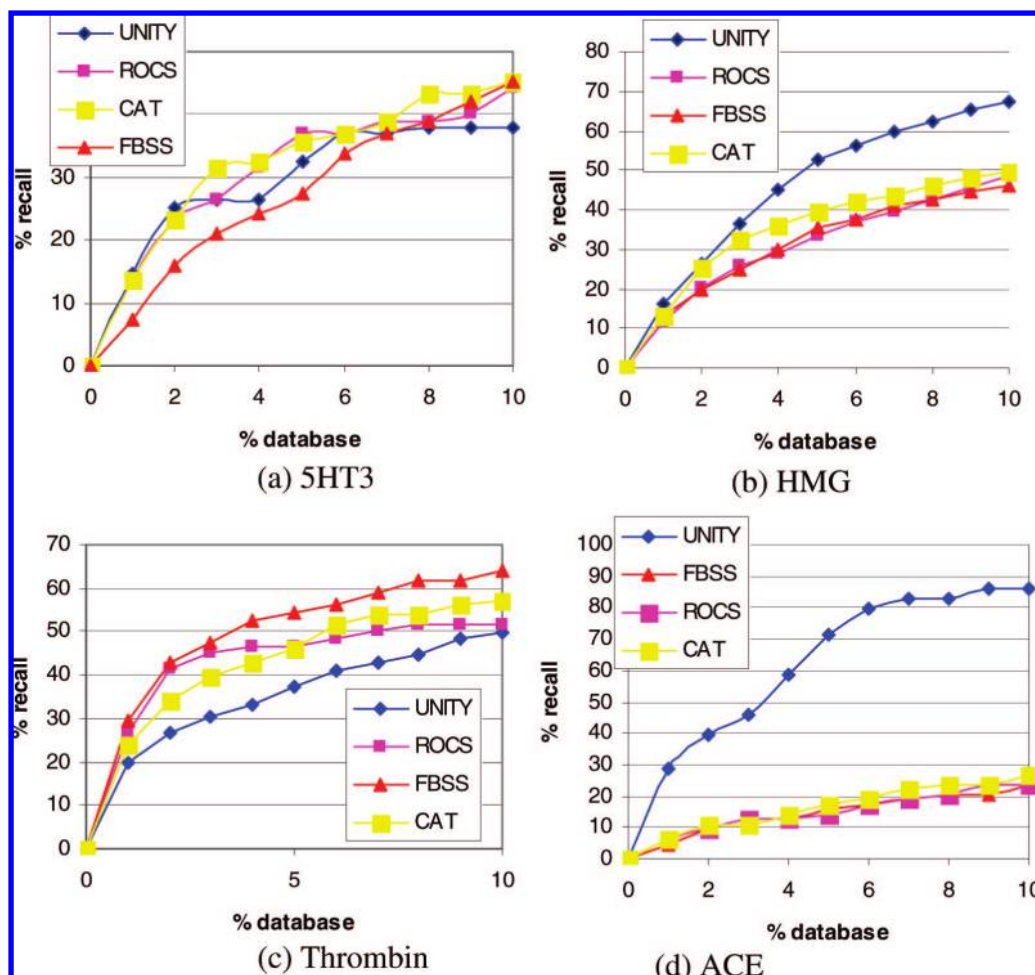 UNITY
ROCS
CAT
FBSS
30
20
10
0
% recall
0 2 4 6 8 10
% database
(a) 5HT3
UNITY
ROCS
FBSS
CAT
80
70
60
50
40
30
20
10
0
% recall
0 2 4 6 8 10
% database
(b) HMG
70
60
50
40
30
20
10
0
% recall
UNITY
ROCS
FBSS
CAT
0 5 10
% database
(c) Thrombin
UNITY
FBSS
ROCS
CAT
100
90
80
70
60
50
40
30
20
10
0
% recall
0 2 4 6 8 10
% database
(d) ACE